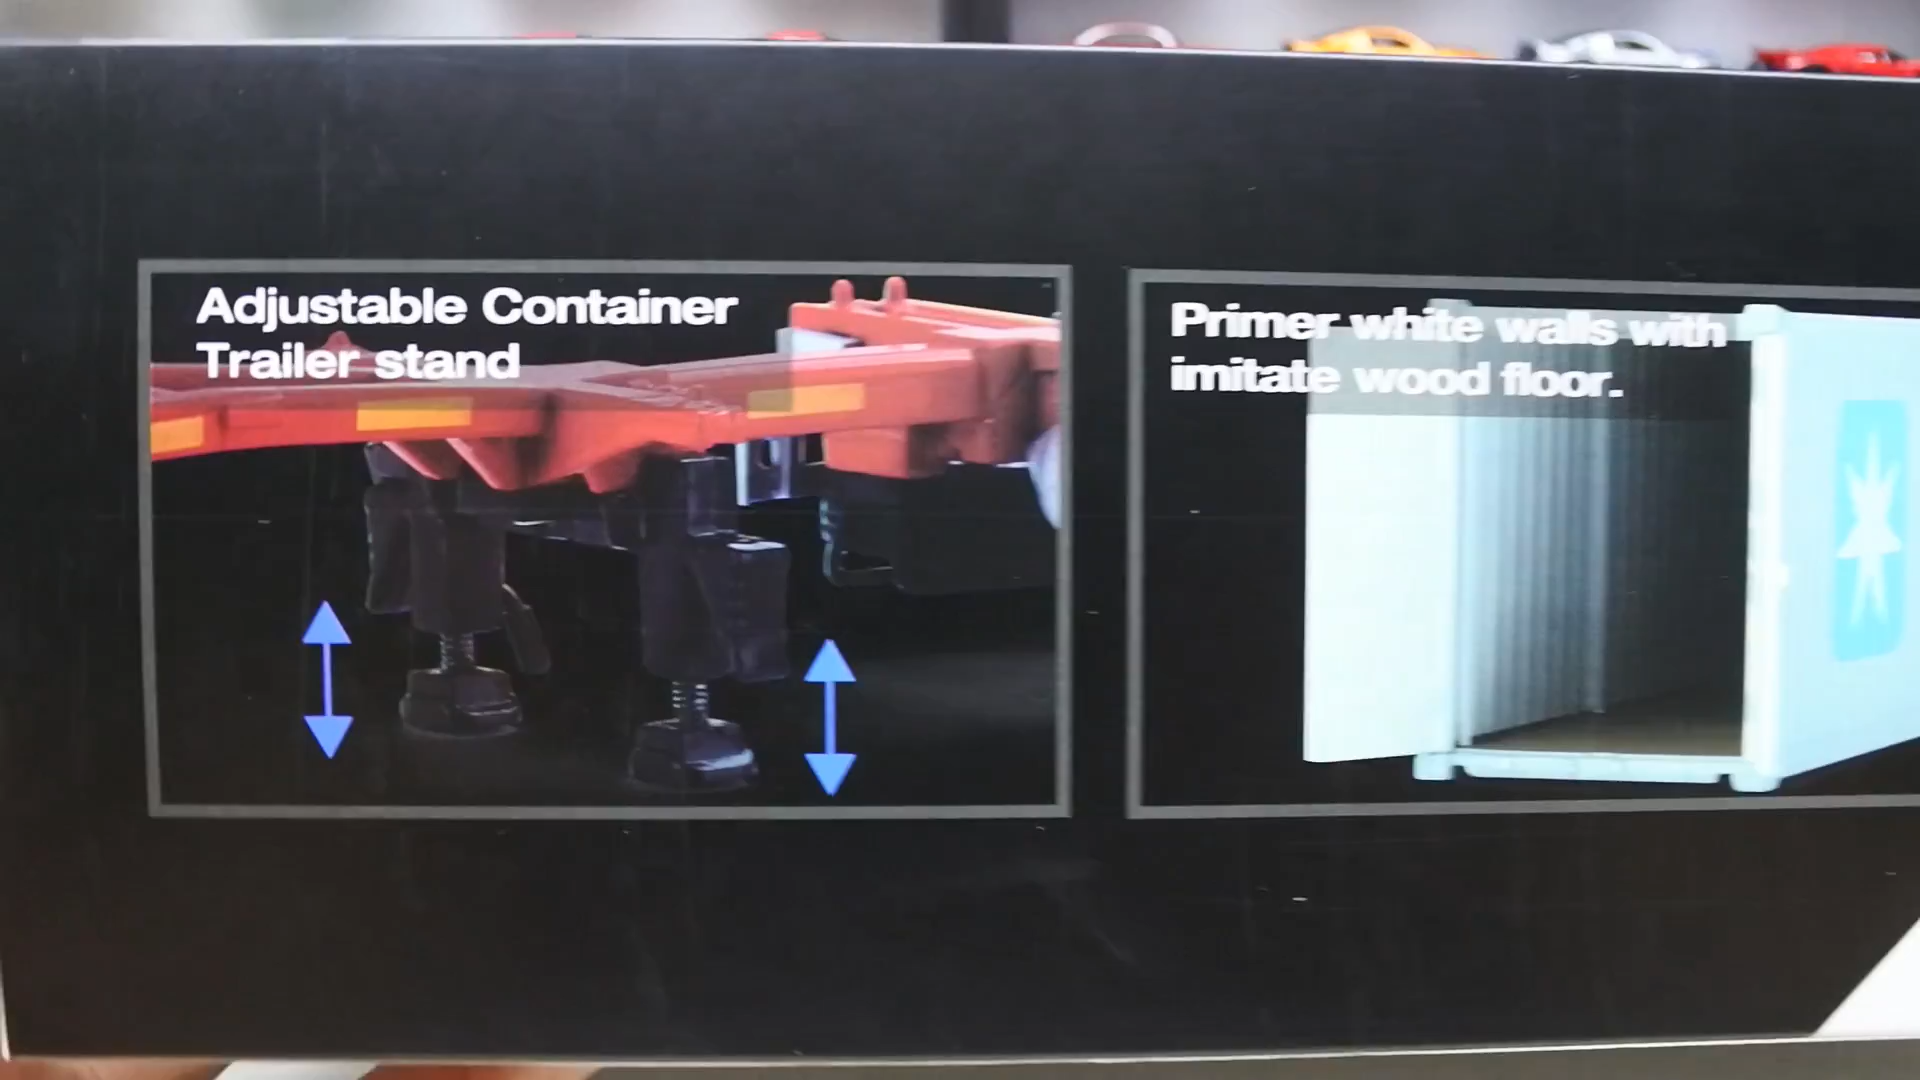 Adjustable Container
Trailer stand
Primer white walls with
imitate wood floor.